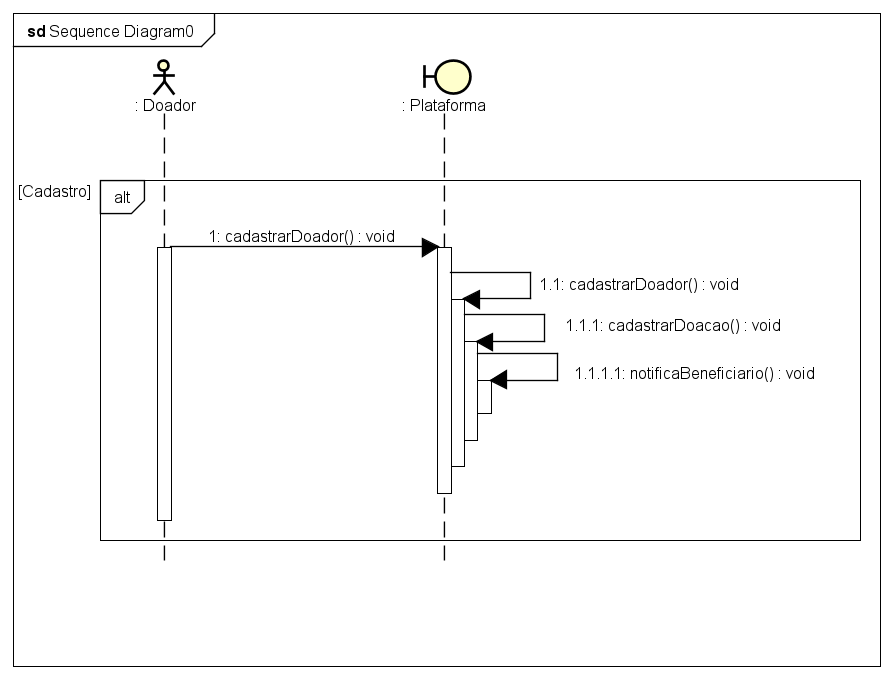 sd Sequence Diagram0
: Doador
: Plataforma
[Cadastro]
alt
1: cadastrarDoador() : void
1.1: cadastrarDoador() : void
1.1.1: cadastrarDoacao() : void
1.1.1.1: notificaBeneficiario() : void